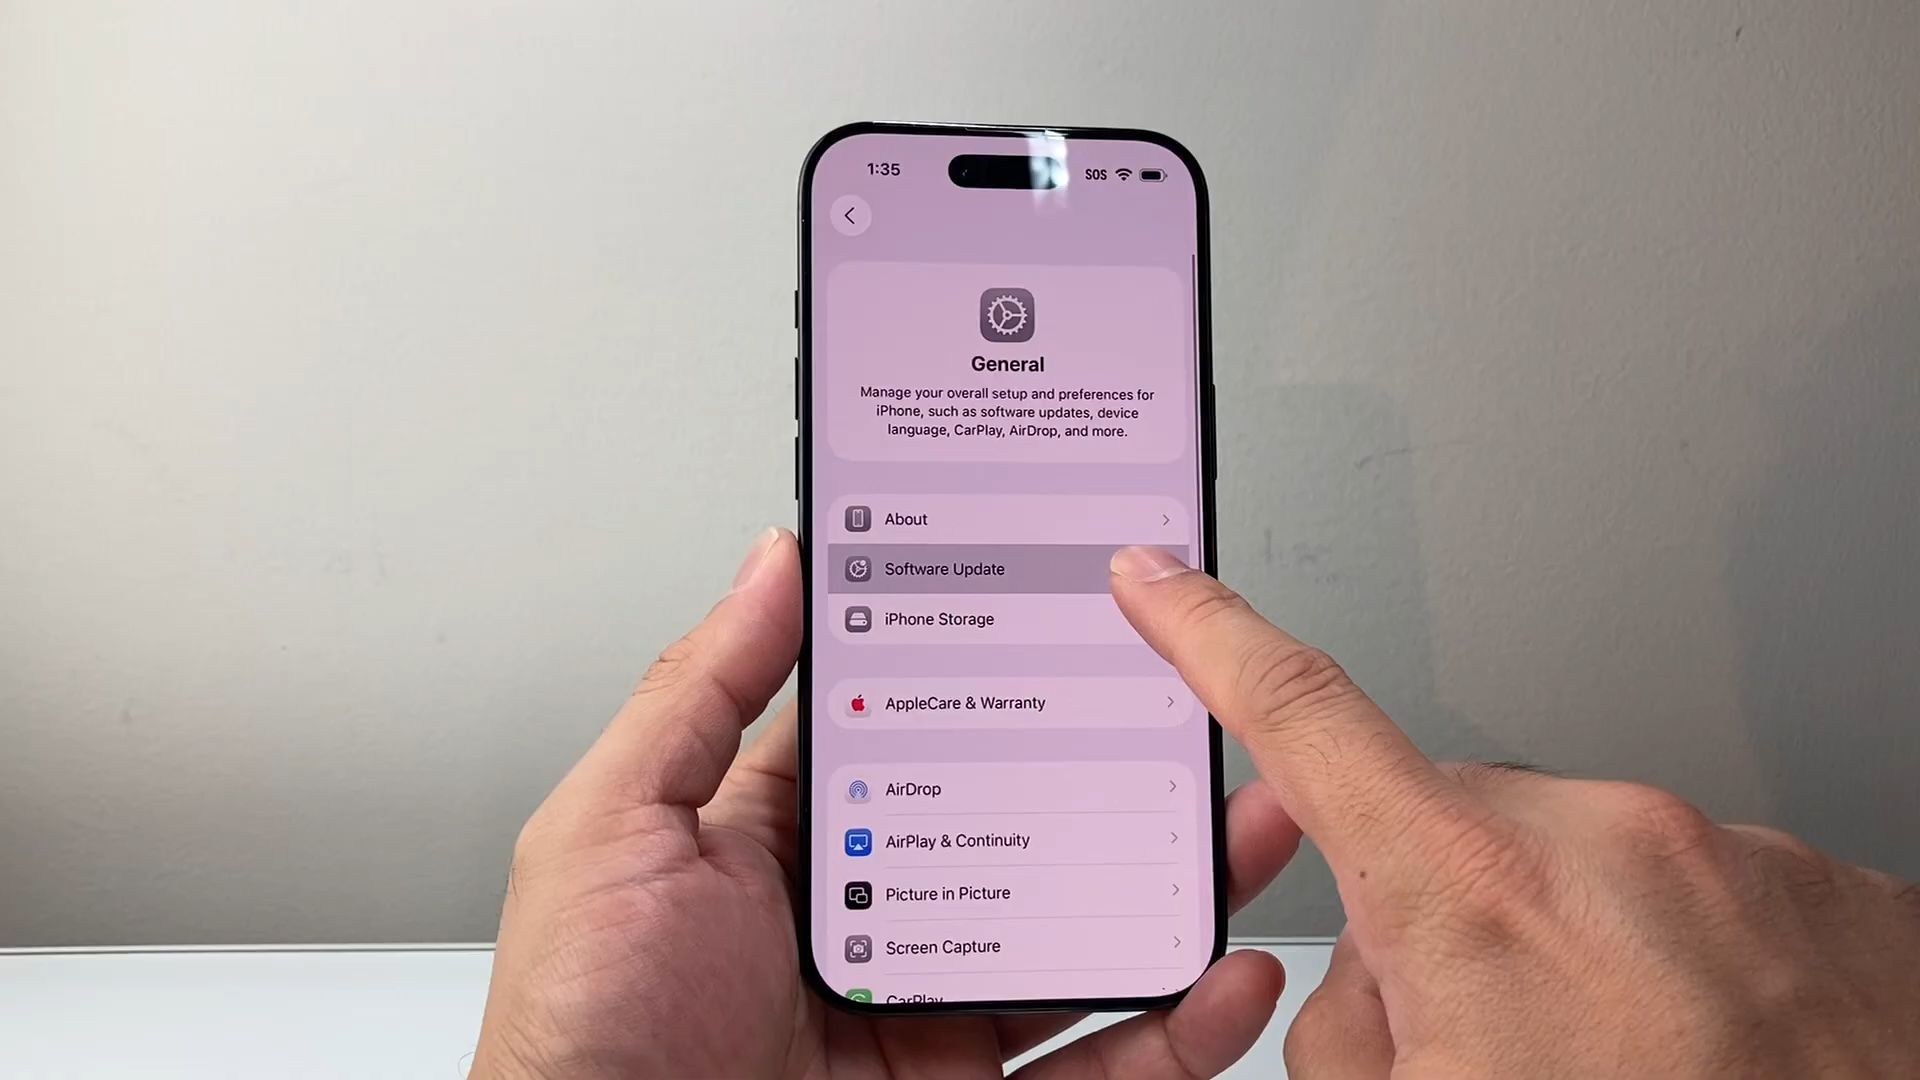 1:35
SOS
General
Manage your overall setup and preferences for
iPhone, such as software updates, device
language, CarPlay, AirDrop, and more.
About
Software Update
iPhone Storage
AppleCare & Warranty
AirDrop
AirPlay & Continuity
Picture in Picture
Screen Capture
CarPlay